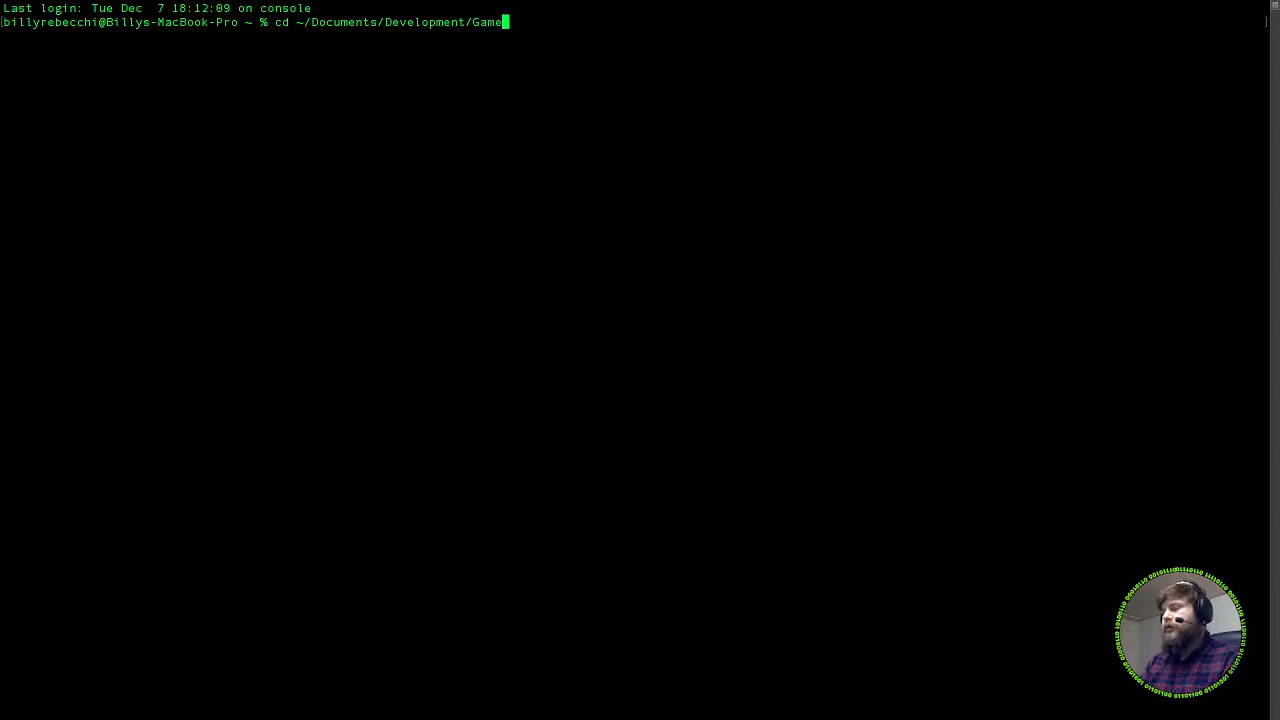 Last login: Tue Dec  7 18:12:09 on console
[billyrebecchi@Billys-MacBook-Pro ~ % cd ~/Documents/Development/Game ]